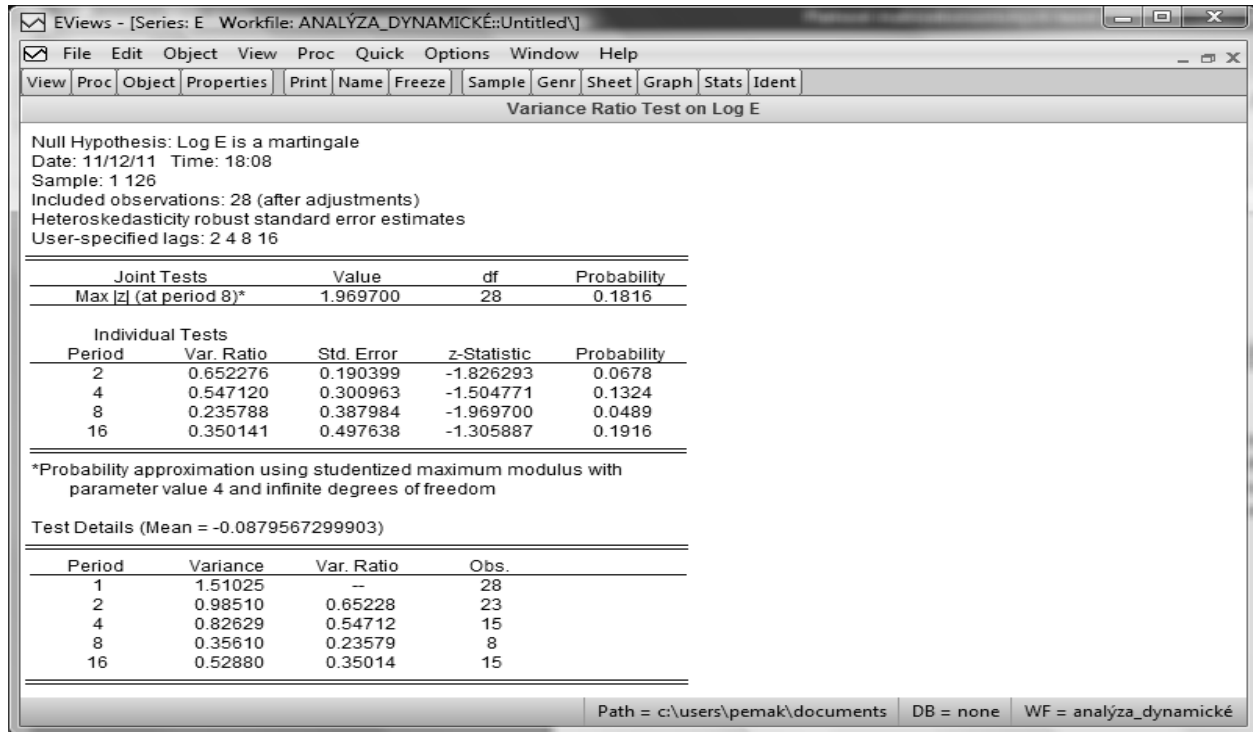 EViews - [Series: E Workfile: ANALÝZA_DYNAMICKÉ::Untitled\]
File Edit Object View Proc Quick Options Window Help
View Proc Object Properties Print Name Freeze Sample Genr Sheet Graph Stats Ident
Variance Ratio Test on Log E
Null Hypothesis: Log E is a martingale
Date: 11/12/11 Time: 18:08
Sample: 1 126
Included observations: 28 (after adjustments)
Heteroskedasticity robust standard error estimates
User-specified lags: 2 4 8 16
Joint Tests Value df Probability
Max |z| (at period 8)* 1.969700 28 0.1816
Individual Tests
Period Var. Ratio Std. Error z-Statistic Probability
2 0.652276 0.190399 -1.826293 0.0678
4 0.547120 0.300963 -1.504771 0.1324
8 0.235788 0.387984 -1.969700 0.0489
16 0.350141 0.497638 -1.305887 0.1916
*Probability approximation using studentized maximum modulus with
parameter value 4 and infinite degrees of freedom
Test Details (Mean = -0.0879567299903)
Period Variance Var. Ratio Obs.
1 1.51025 -- 28
2 0.98510 0.65228 23
4 0.82629 0.54712 15
8 0.35610 0.23579 8
16 0.52880 0.35014 15
Path = c:\users\pemak\documents DB = none WF = analýza_dynamické